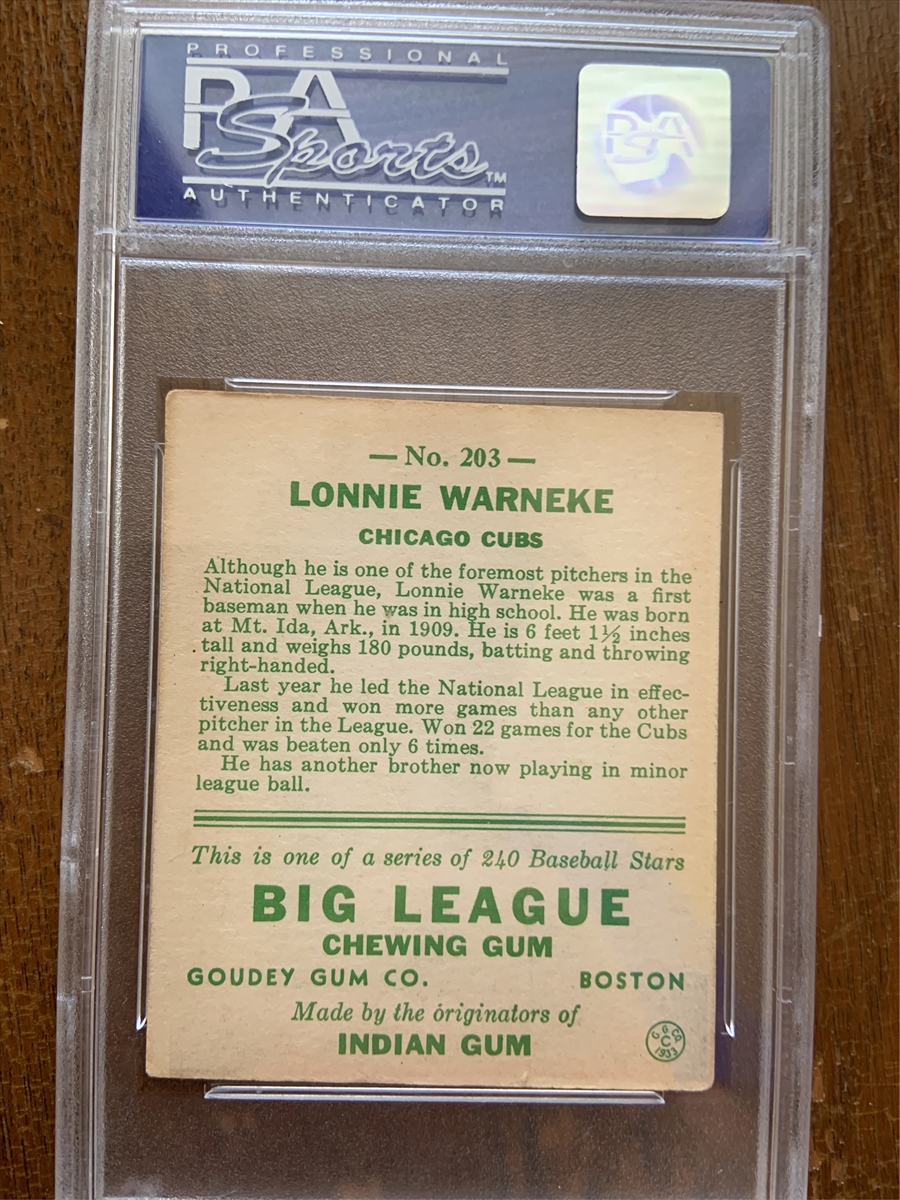 PROFESSIONAL
PSA
Sports™
AUTHENTICATOR
PSA
— No. 203 —
LONNIE WARNEKE
CHICAGO CUBS
Although he is one of the foremost pitchers in the
National League, Lonnie Warneke was a first
baseman when he was in high school. He was born
at Mt. Ida, Ark., in 1909. He is 6 feet 1½ inches
tall and weighs 180 pounds, batting and throwing
right-handed.
Last year he led the National League in effec-
tiveness and won more games than any other
pitcher in the League. Won 22 games for the Cubs
and was beaten only 6 times.
He has another brother now playing in minor
league ball.
This is one of a series of 240 Baseball Stars
BIG LEAGUE
CHEWING GUM
GOUDEY GUM CO. BOSTON
Made by the originators of
INDIAN GUM
G. G. CO.
C
1933